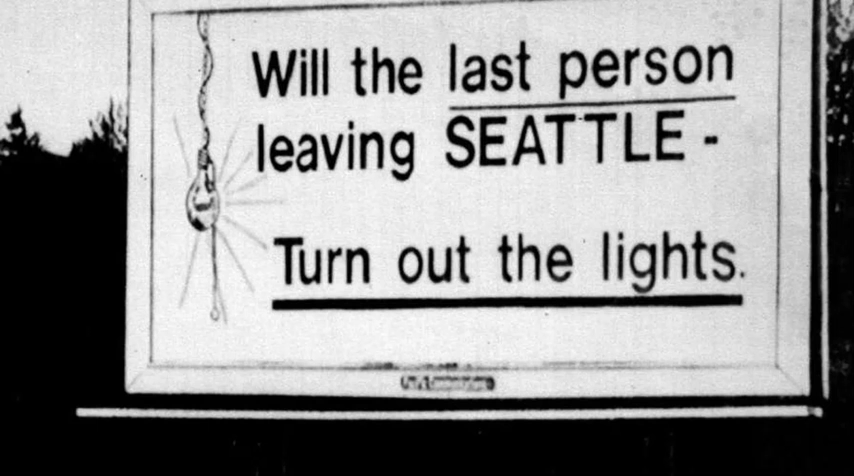 Will the last person
leaving SEATTLE -
Turn out the lights.